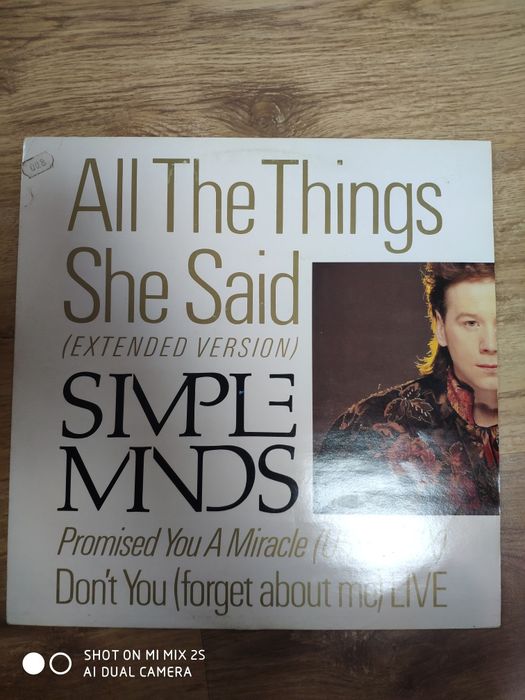 All The Things
She Said
(EXTENDED VERSION)
SIMPLE
MINDS
Promised You A Miracle
Don't You (forget about me) LIVE
SHOT ON MI MIX 2S
AI DUAL CAMERA